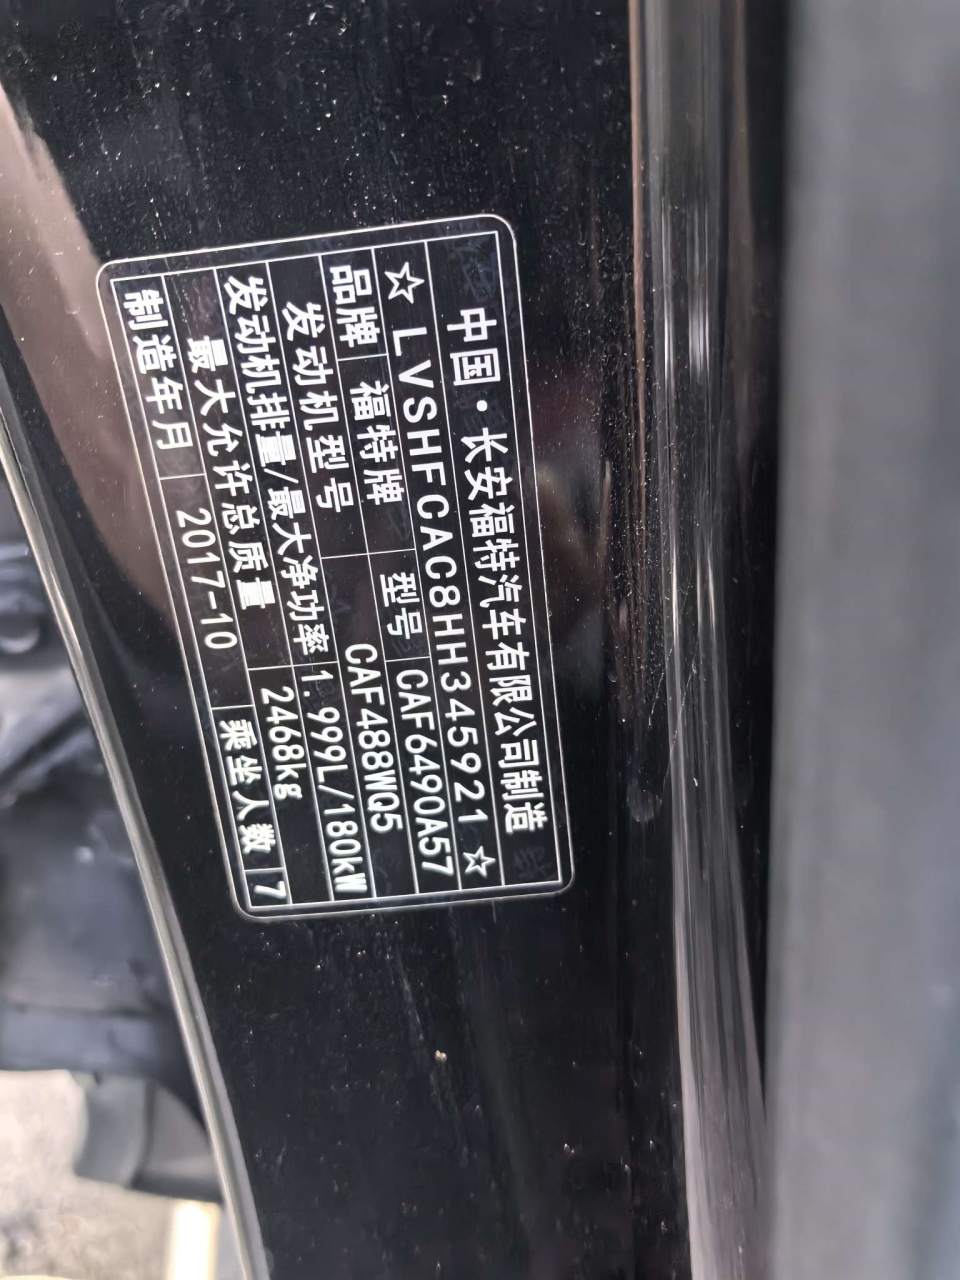 中国·长安福特汽车有限公司制造
☆LVSHFCAC8HH345921☆
品牌 福特牌 型号 CAF6490A57
发动机型号 CAF488WQ5
发动机排量/最大净功率 1.999L/180kW
最大允许总质量 2468kg
制造年月 2017-10 乘坐人数 7